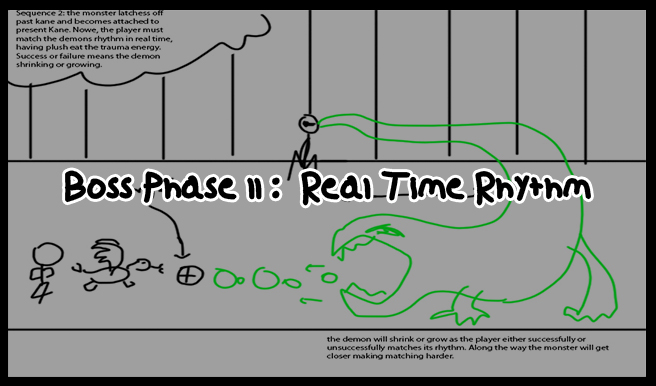 Sequence 2: the monster latchess off
past kane and becomes attached to
present Kane. Nowe, the player must
match the demons rhythm in real time,
having plush eat the trauma energy.
Success or failure means the demon
shrinking or growing.
Boss Phase II: Real Time Rhythm
the demon will shrink or grow as the player either successfully or
unsuccessfully matches its rhythm. Along the way the monster will get
closer making matching harder.